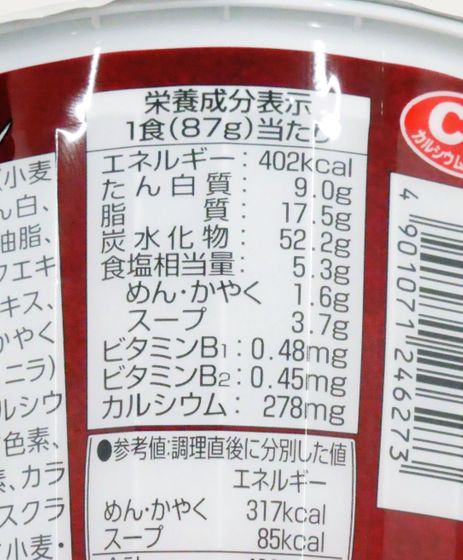 栄養成分表示
1食(87g)当たり
エネルギー: 402kcal
たん白質: 9.0g
脂質: 17.5g
炭水化物: 52.2g
食塩相当量: 5.3g
めん・かやく 1.6g
スープ 3.7g
ビタミンB1: 0.48mg
ビタミンB2: 0.45mg
カルシウム: 278mg
●参考値:調理直後に分別した値
エネルギー
めん・かやく 317kcal
スープ 85kcal
小麦
ん白、
油脂、
クエキ
キス、
かやく
ニラ)
ルシウ
色素、
素、カラ
スクラ
小麦・
C
カルシウム
4 901071 246273